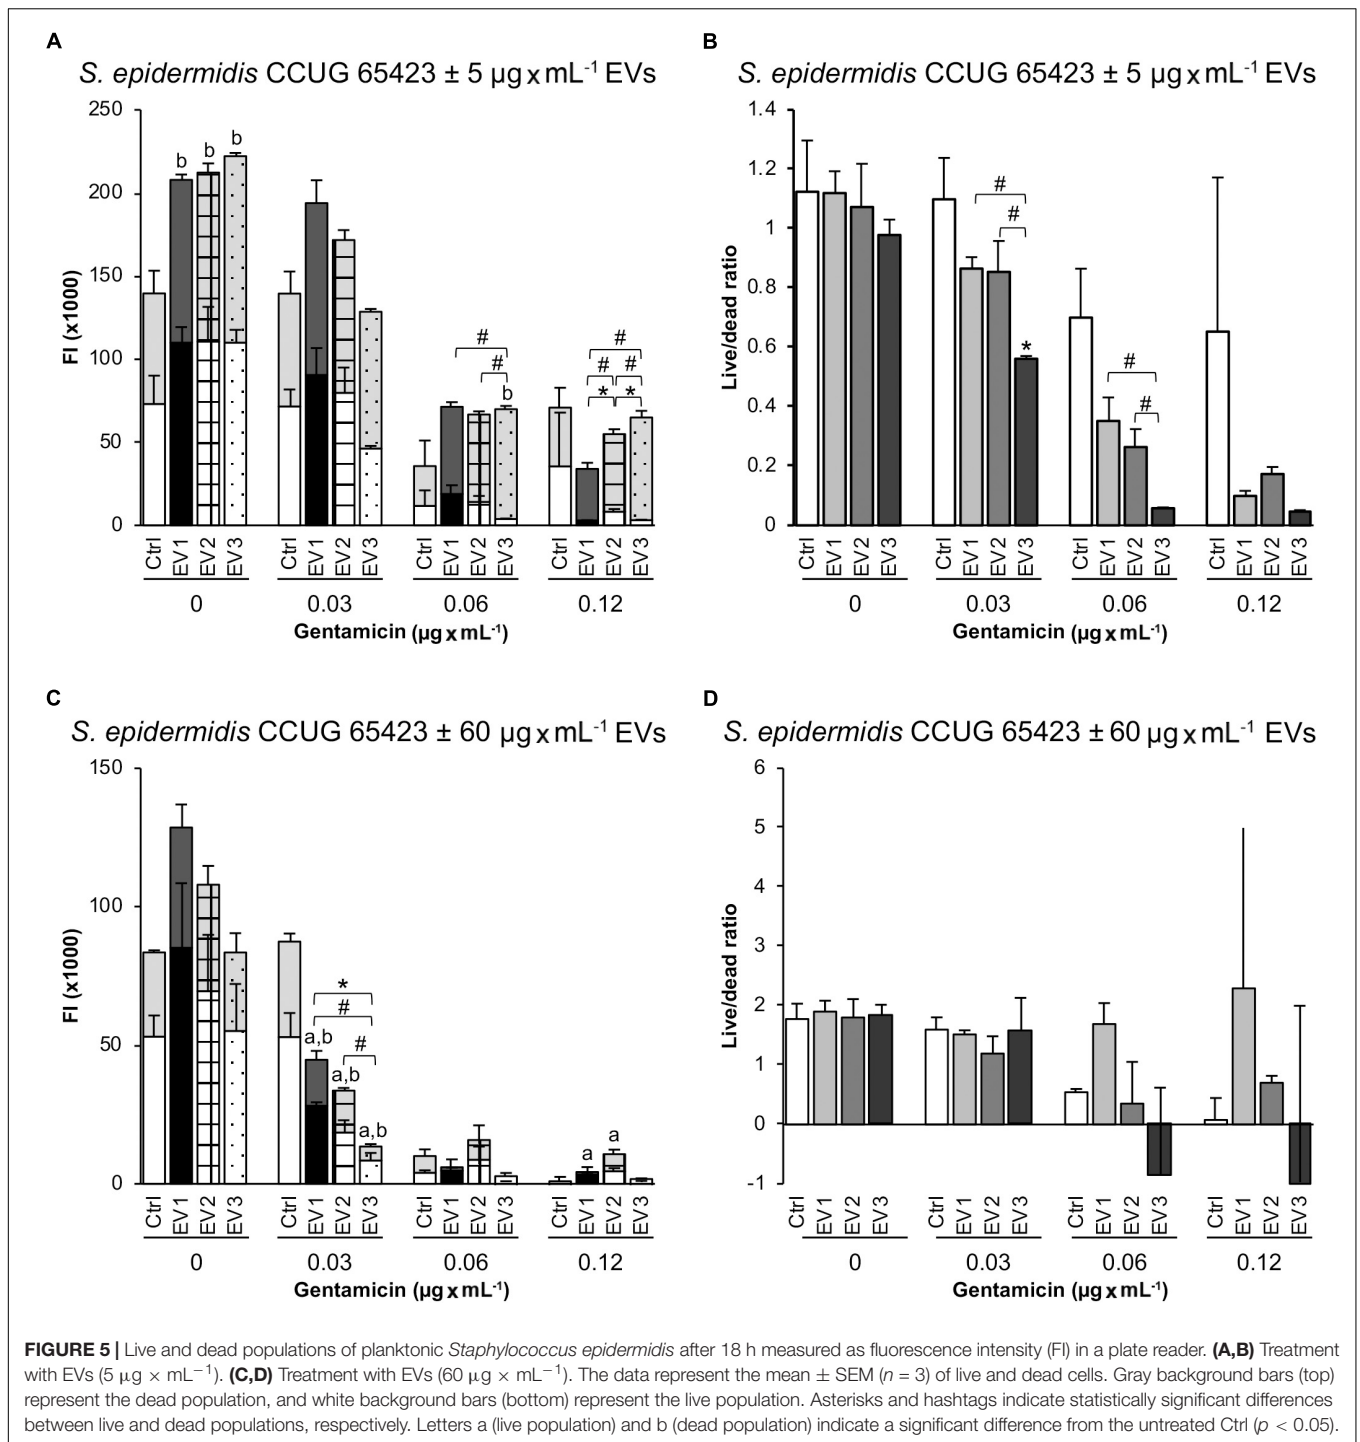 A
S. epidermidis CCUG 65423 ± 5 µg x mL-1 EVs
250
200
150
100
50
0
FI (x1000)
b b b
#
#
b
#
# #
* *
Ctrl EV1 EV2 EV3 Ctrl EV1 EV2 EV3 Ctrl EV1 EV2 EV3 Ctrl EV1 EV2 EV3
0 0.03 0.06 0.12
Gentamicin (µg x mL-1)
B
S. epidermidis CCUG 65423 ± 5 µg x mL-1 EVs
1.4
1.2
1
0.8
0.6
0.4
0.2
0
Live/dead ratio
#
#
*
#
#
Ctrl EV1 EV2 EV3 Ctrl EV1 EV2 EV3 Ctrl EV1 EV2 EV3 Ctrl EV1 EV2 EV3
0 0.03 0.06 0.12
Gentamicin (µg x mL-1)
C
S. epidermidis CCUG 65423 ± 60 µg x mL-1 EVs
150
100
50
0
FI (x1000)
*
#
a,b #
a,b
a,b
a a
Ctrl EV1 EV2 EV3 Ctrl EV1 EV2 EV3 Ctrl EV1 EV2 EV3 Ctrl EV1 EV2 EV3
0 0.03 0.06 0.12
Gentamicin (µg x mL-1)
D
S. epidermidis CCUG 65423 ± 60 µg x mL-1 EVs
6
5
4
3
2
1
0
-1
Live/dead ratio
Ctrl EV1 EV2 EV3 Ctrl EV1 EV2 EV3 Ctrl EV1 EV2 EV3 Ctrl EV1 EV2 EV3
0 0.03 0.06 0.12
Gentamicin (µg x mL-1)
FIGURE 5 | Live and dead populations of planktonic Staphylococcus epidermidis after 18 h measured as fluorescence intensity (FI) in a plate reader. (A,B) Treatment
with EVs (5 µg × mL−1). (C,D) Treatment with EVs (60 µg × mL−1). The data represent the mean ± SEM (n = 3) of live and dead cells. Gray background bars (top)
represent the dead population, and white background bars (bottom) represent the live population. Asterisks and hashtags indicate statistically significant differences
between live and dead populations, respectively. Letters a (live population) and b (dead population) indicate a significant difference from the untreated Ctrl (p < 0.05).